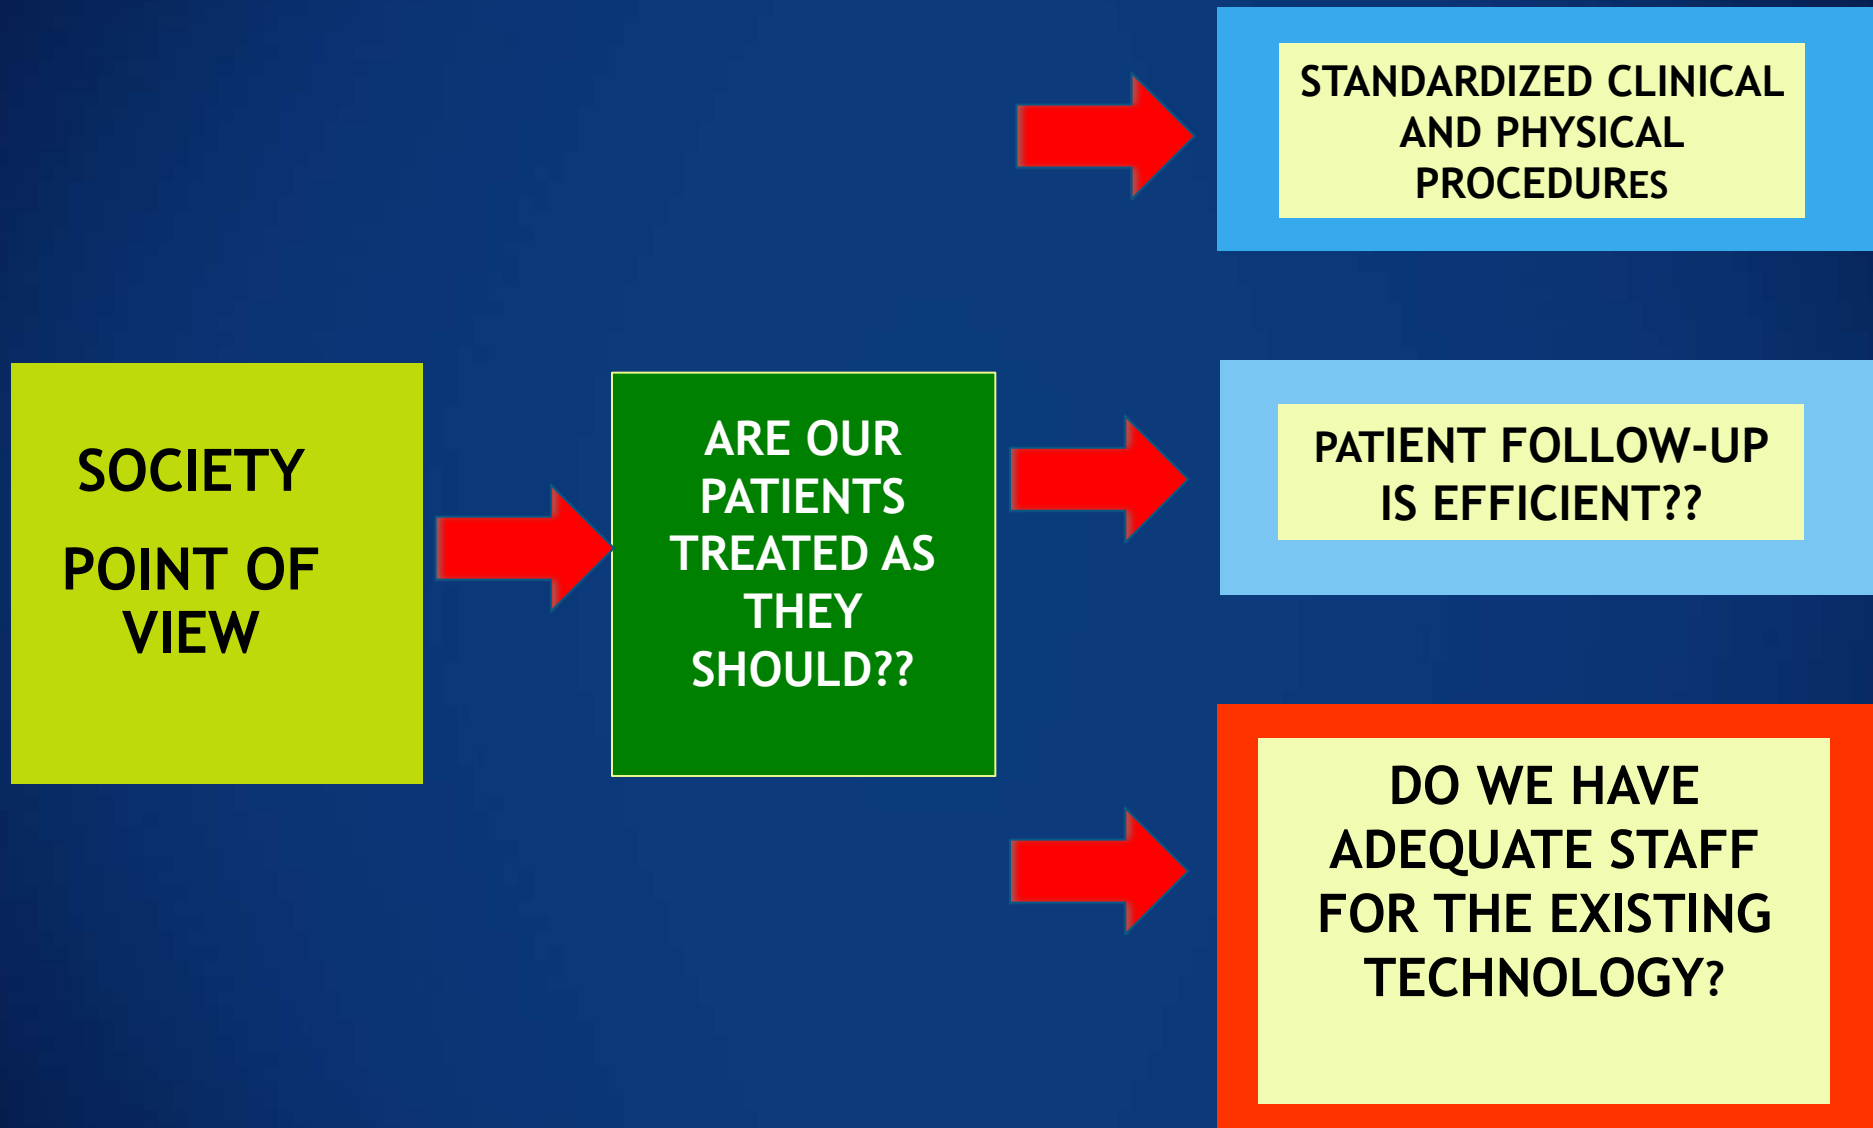 SOCIETY
POINT OF
VIEW
ARE OUR
PATIENTS
TREATED AS
THEY
SHOULD??
STANDARDIZED CLINICAL
AND PHYSICAL
PROCEDURES
PATIENT FOLLOW-UP
IS EFFICIENT??
DO WE HAVE
ADEQUATE STAFF
FOR THE EXISTING
TECHNOLOGY?